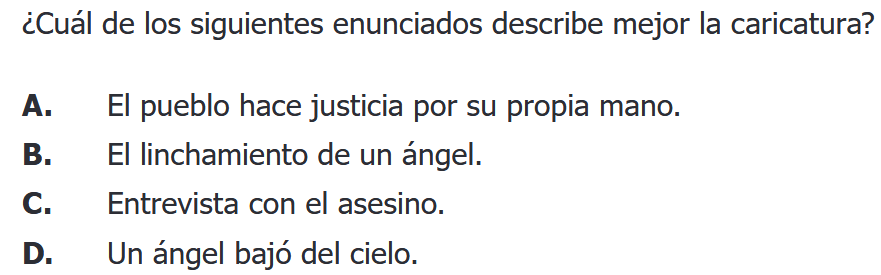 ¿Cuál de los siguientes enunciados describe mejor la caricatura?
A. El pueblo hace justicia por su propia mano.
B. El linchamiento de un ángel.
C. Entrevista con el asesino.
D. Un ángel bajó del cielo.